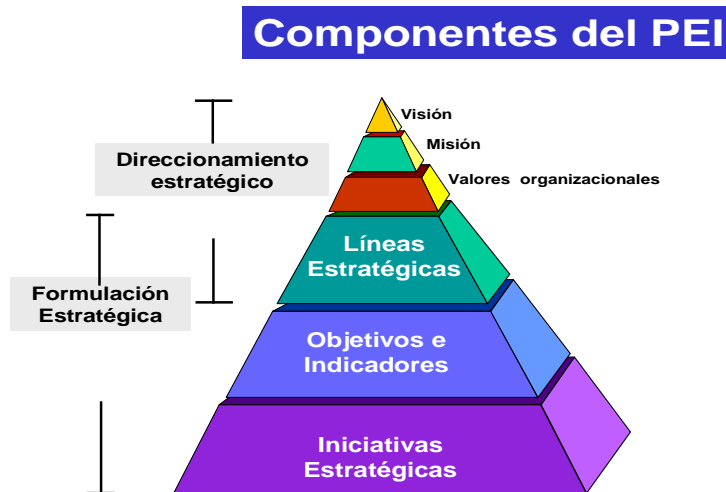 Componentes del PEI
Visión
Misión
Valores organizacionales
Direccionamiento
estratégico
Líneas
Estratégicas
Formulación
Estratégica
Objetivos e
Indicadores
Iniciativas
Estratégicas